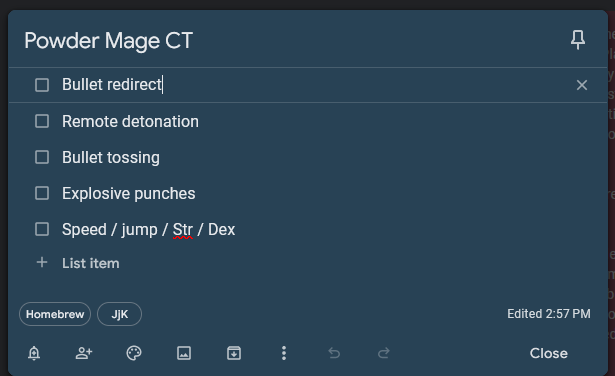 Powder Mage CT
Bullet redirect
Remote detonation
Bullet tossing
Explosive punches
Speed / jump / Str / Dex
+ List item
Homebrew JjK Edited 2:57 PM
Close